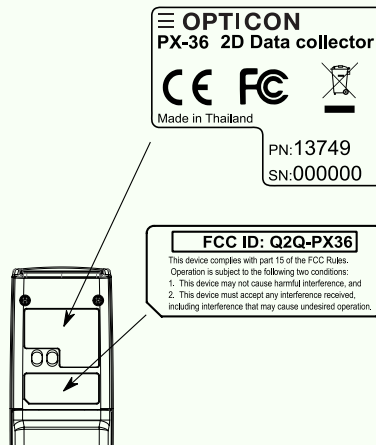 OPTICON
PX-36 2D Data collector
CE FC
Made in Thailand
PN:13749
SN:000000
FCC ID: Q2Q-PX36
This device complies with part 15 of the FCC Rules.
Operation is subject to the following two conditions:
1. This device may not cause harmful interference, and
2. This device must accept any interference received,
including interference that may cause undesired operation.